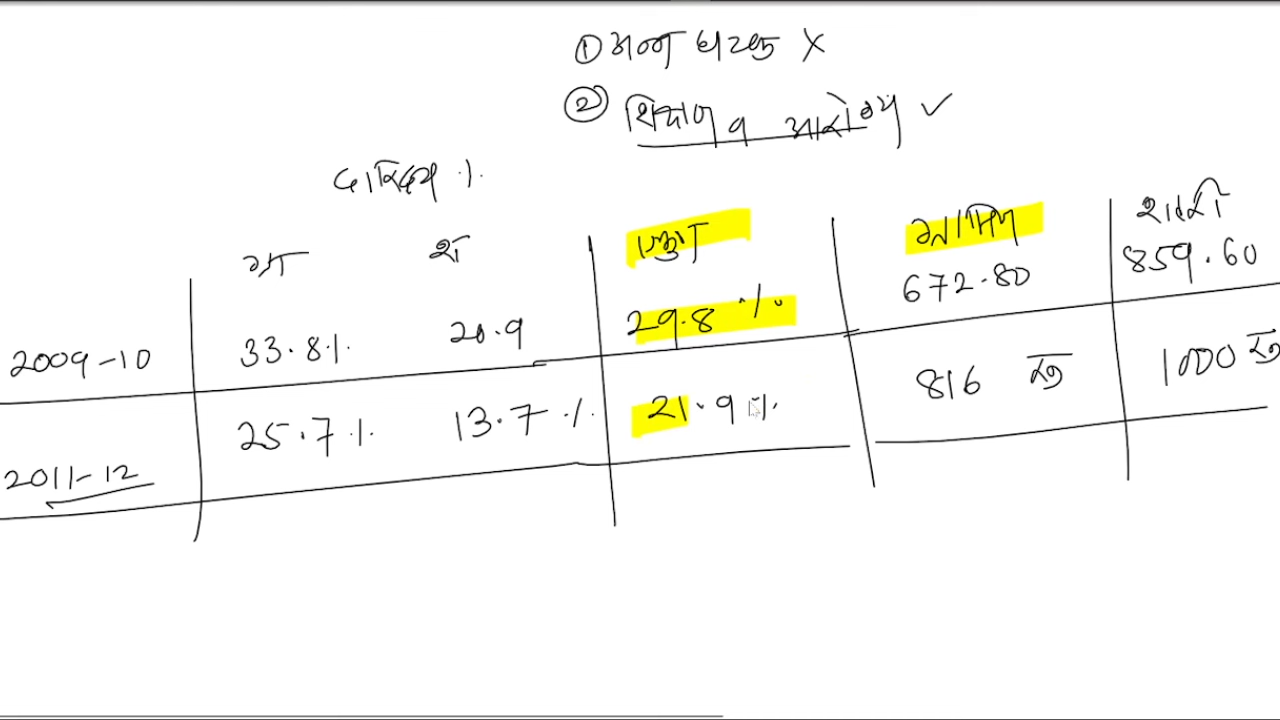 ① अन्न घटक X
② शिक्षण व आरोग्य ✓
दारिद्र्य %
ग्रा श एकूण ग्रामिण शहरी
2009-10 33.8% 20.9 29.8 % 672.80 859.60
2011-12 25.7% 13.7 % 21.9% 816 रु 1000 रु